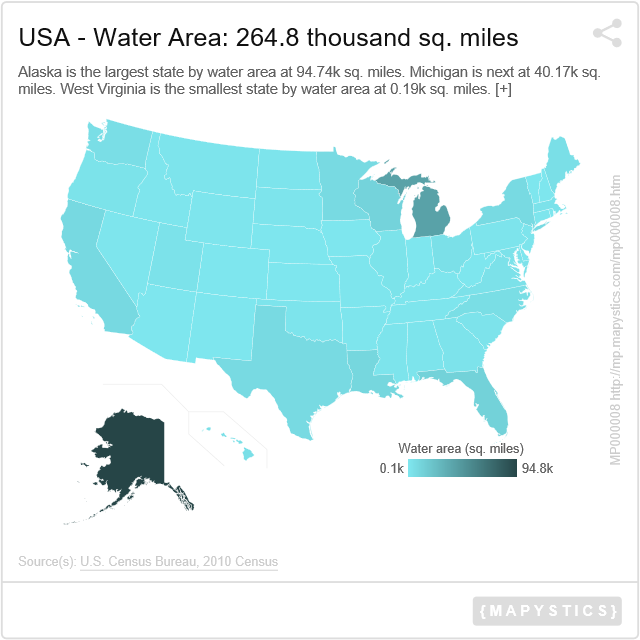 USA - Water Area: 264.8 thousand sq. miles
Alaska is the largest state by water area at 94.74k sq. miles. Michigan is next at 40.17k sq.
miles. West Virginia is the smallest state by water area at 0.19k sq. miles. [+]
MP000008 http://mp.mapystics.com/mp000008.htm
Water area (sq. miles)
0.1k 94.8k
Source(s): U.S. Census Bureau, 2010 Census
{MAPYSTICS}